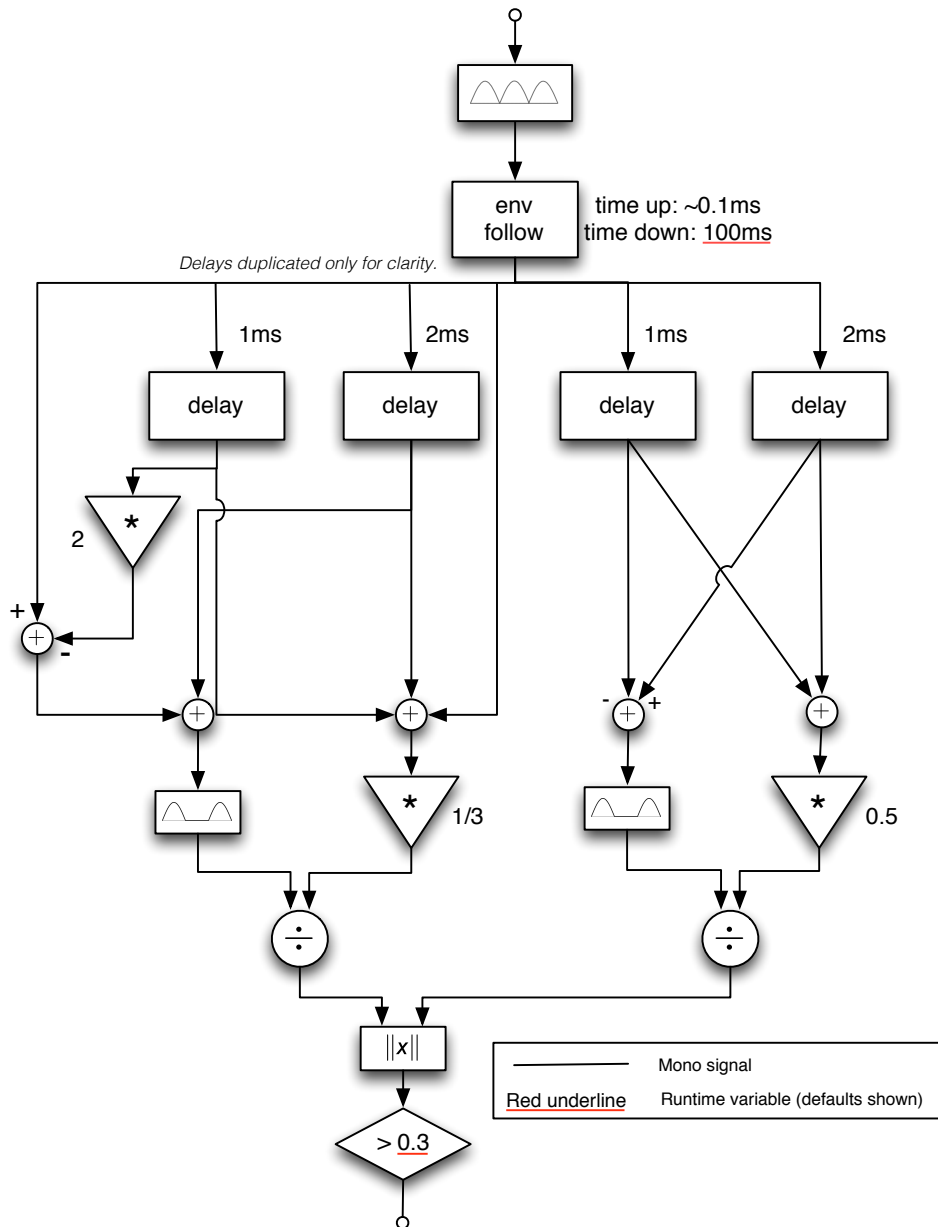 env
follow
time up: ~0.1ms
time down: 100ms
Delays duplicated only for clarity.
1ms
2ms
1ms
2ms
delay
delay
delay
delay
*
2
+
+
-
+
+
-
+
+
+
*
1/3
*
0.5
÷
÷
||x||
Mono signal
Red underline
Runtime variable (defaults shown)
> 0.3